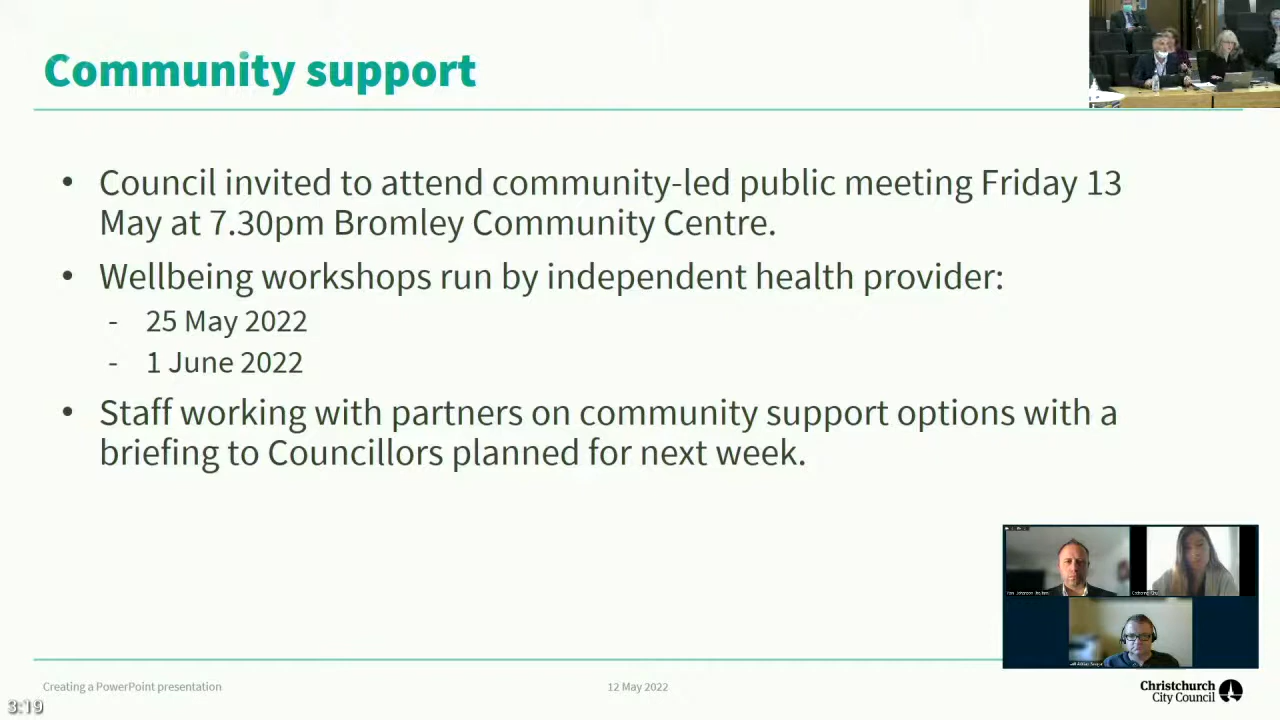 Community support
• Council invited to attend community-led public meeting Friday 13
May at 7.30pm Bromley Community Centre.
• Wellbeing workshops run by independent health provider:
- 25 May 2022
- 1 June 2022
• Staff working with partners on community support options with a
briefing to Councillors planned for next week.
Creating a PowerPoint presentation
12 May 2022
Christchurch
City Council
3:19